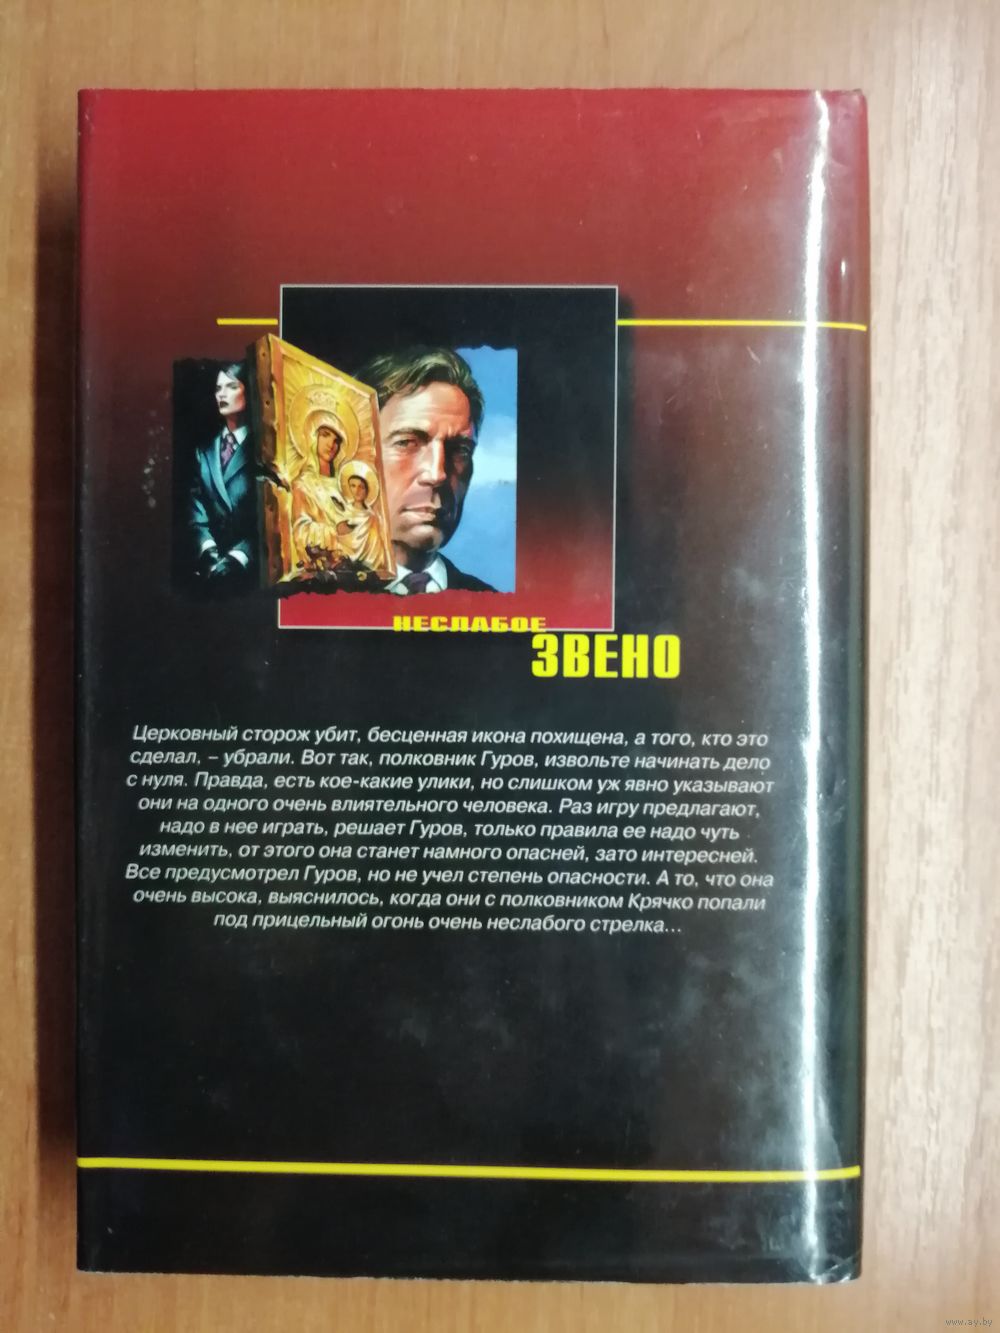 НЕСЛАБОЕ
ЗВЕНО
Церковный сторож убит, бесценная икона похищена, а того, кто это
сделал, – убрали. Вот так, полковник Гуров, извольте начинать дело
с нуля. Правда, есть кое-какие улики, но слишком уж явно указывают
они на одного очень влиятельного человека. Раз игру предлагают,
надо в нее играть, решает Гуров, только правила ее надо чуть
изменить, от этого она станет намного опасней, зато интересней.
Все предусмотрел Гуров, но не учел степень опасности. А то, что она
очень высока, выяснилось, когда они с полковником Крячко попали
под прицельный огонь очень неслабого стрелка...
www.ay.by